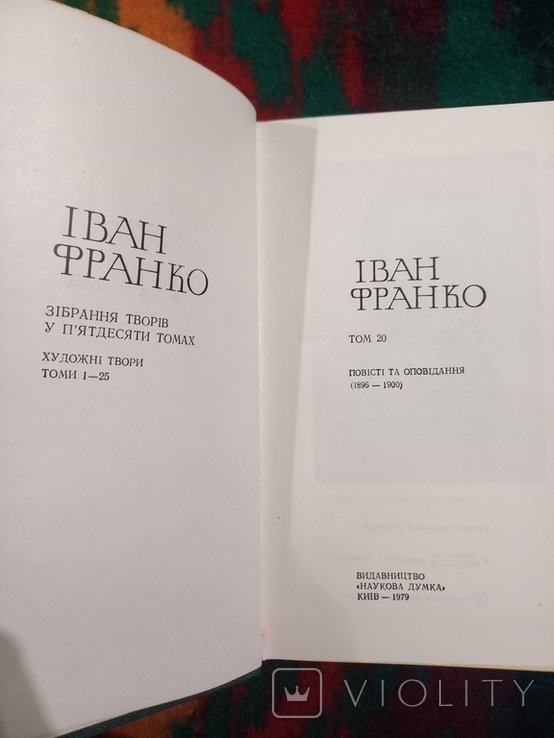 ІВАН
ФРАНКО
ЗІБРАННЯ ТВОРІВ
У П'ЯТДЕСЯТИ ТОМАХ
ХУДОЖНІ ТВОРИ
ТОМИ 1—25
ІВАН
ФРАНКО
ТОМ 20
ПОВІСТІ ТА ОПОВІДАННЯ
(1896 — 1900)
ВИДАВНИЦТВО
«НАУКОВА ДУМКА»
КИЇВ — 1979
VIOLITY